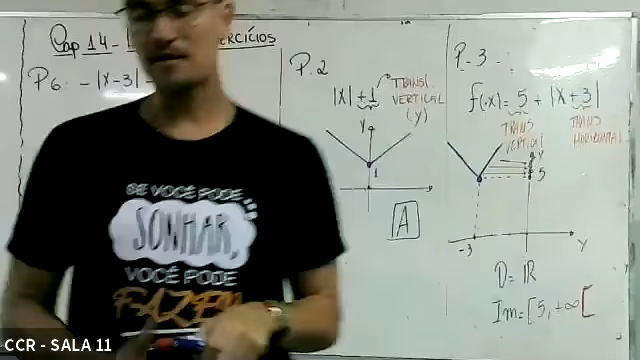 Cap 14 -
ERCÍCIOS
P6: - |x-3| -
P. 2
|x| + 1
TRANSL
VERTICAL
(Y)
Y
1
A
P. 3 -
f(x) = 5 + |x + 3|
TRANS
VERTICAL
TRANS
HORIZONTAL
Y
5
-3
Y
D = ℝ
Im = [5, +∞[
SE VOCÊ PODE
SONHAR,
VOCÊ PODE
FAZER
CCR - SALA 11